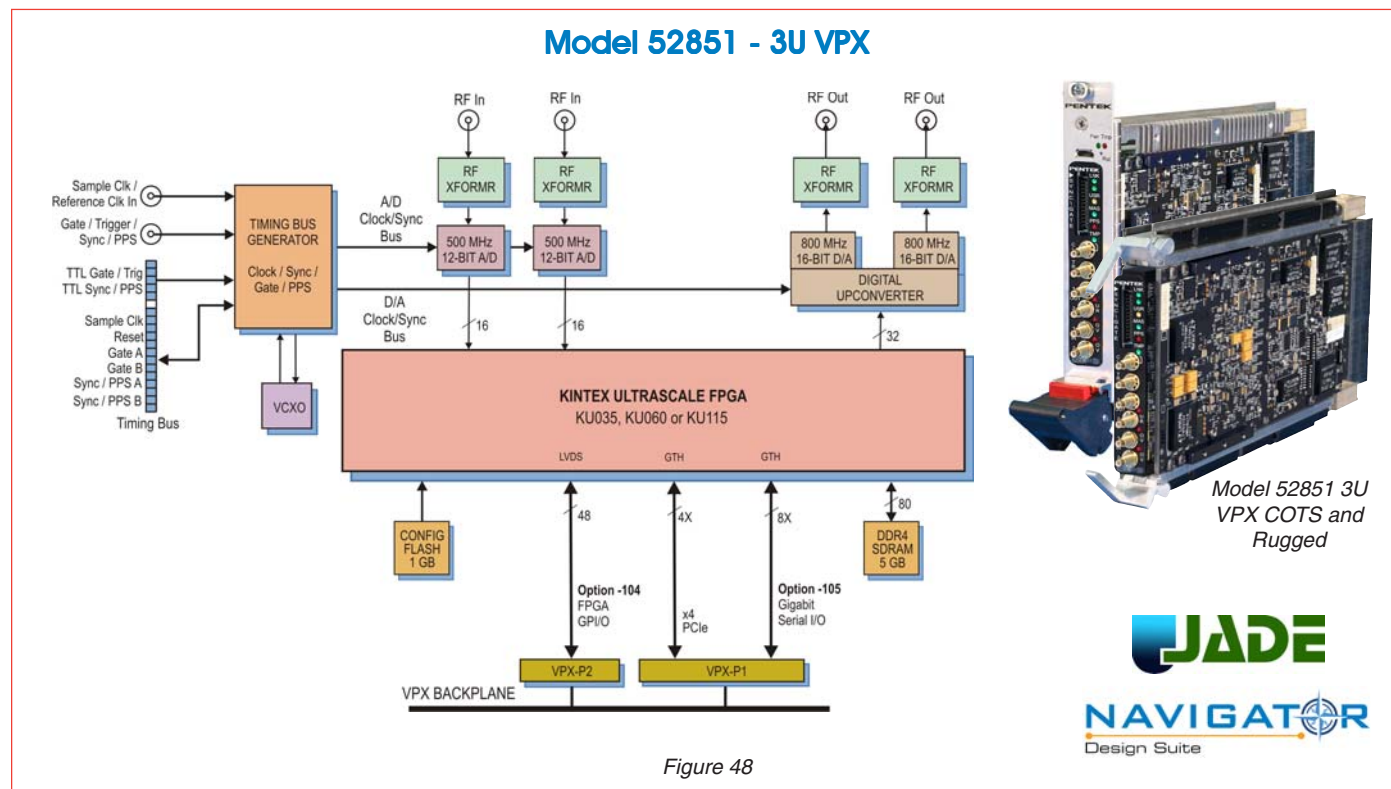 Model 52851 - 3U VPX
RF In
RF In
RF Out
RF Out
RF
XFORMR
RF
XFORMR
RF
XFORMR
RF
XFORMR
Sample Clk /
Reference Clk In
Gate / Trigger /
Sync / PPS
TTL Gate / Trig
TTL Sync / PPS
Sample Clk
Reset
Gate A
Gate B
Sync / PPS A
Sync / PPS B
Timing Bus
TIMING BUS
GENERATOR
Clock / Sync /
Gate / PPS
VCXO
A/D
Clock/Sync
Bus
D/A
Clock/Sync
Bus
500 MHz
12-BIT A/D
500 MHz
12-BIT A/D
800 MHz
16-BIT D/A
800 MHz
16-BIT D/A
DIGITAL
UPCONVERTER
16
16
32
KINTEX ULTRASCALE FPGA
KU035, KU060 or KU115
LVDS
GTH
GTH
48
4X
8X
80
CONFIG
FLASH
1 GB
DDR4
SDRAM
5 GB
Option -104
FPGA
GPI/O
x4
PCIe
Option -105
Gigabit
Serial I/O
VPX-P2
VPX-P1
VPX BACKPLANE
PENTEK
PENTEK
Model 52851 3U
VPX COTS and
Rugged
JADE
NAVIGATOR
Design Suite
Figure 48